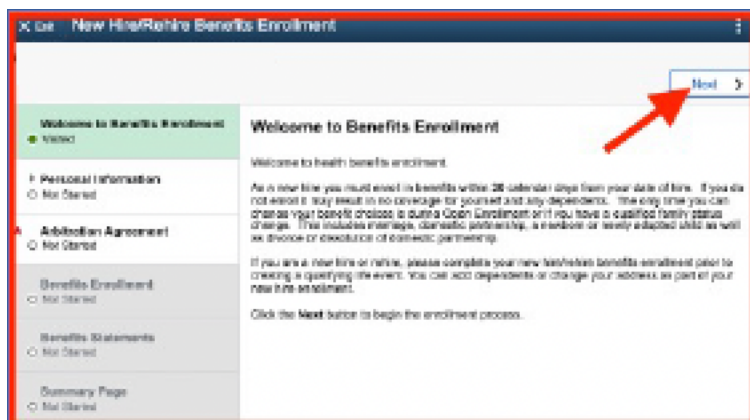 Exit New Hire/Rehire Benefits Enrollment
Next
Welcome to Benefits Enrollment
Visited
Personal Information
Not Started
Arbitration Agreement
Not Started
Benefits Enrollment
Not Started
Benefits Statements
Not Started
Summary Page
Not Started
Welcome to Benefits Enrollment
Welcome to health benefits enrollment.
As a new hire you must enroll in benefits within calendar days from your date of hire. If you do
not enroll it may result in no coverage for yourself and any dependents. The only time you can
change your benefit choices is during Open Enrollment or if you have a qualified family status
change. This includes marriage, domestic partnership, a newborn or newly adopted child as well
as divorce or dissolution of domestic partnership.
If you are a new hire or rehire, please complete your new hire/rehire benefits enrollment prior to
creating a qualifying life event. You can add dependents or change your address as part of your
new hire enrollment.
Click the Next button to begin the enrollment process.